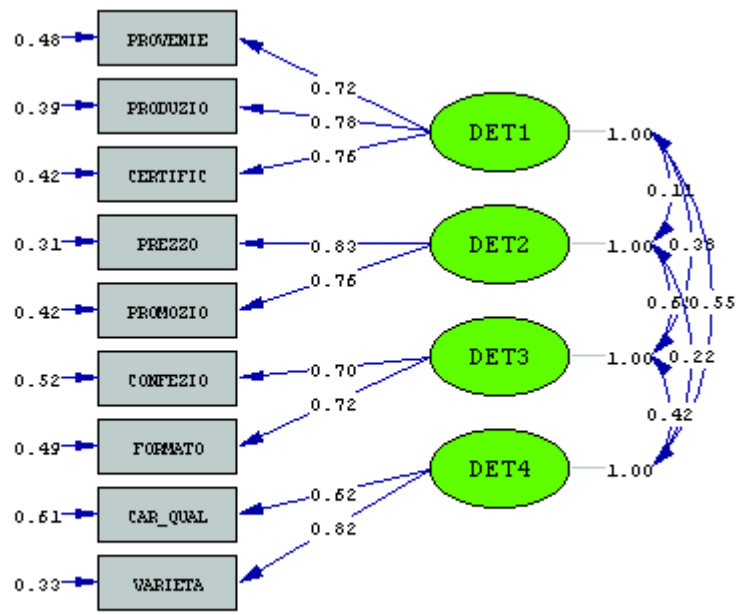 0.48 PROVENIE
0.72
0.39 PRODUZIO
0.78 DET1 1.00
0.42 CERTIFIC
0.76
0.11
0.31 PREZZO
0.83 DET2 1.00
0.38
0.42 PROMOZIO
0.76
0.55
0.52 CONFEZIO
0.70 DET3 1.00
0.22
0.49 FORMATO
0.72
0.42
0.61 CAR_QUAL
0.62 DET4 1.00
0.33 VARIETA
0.82